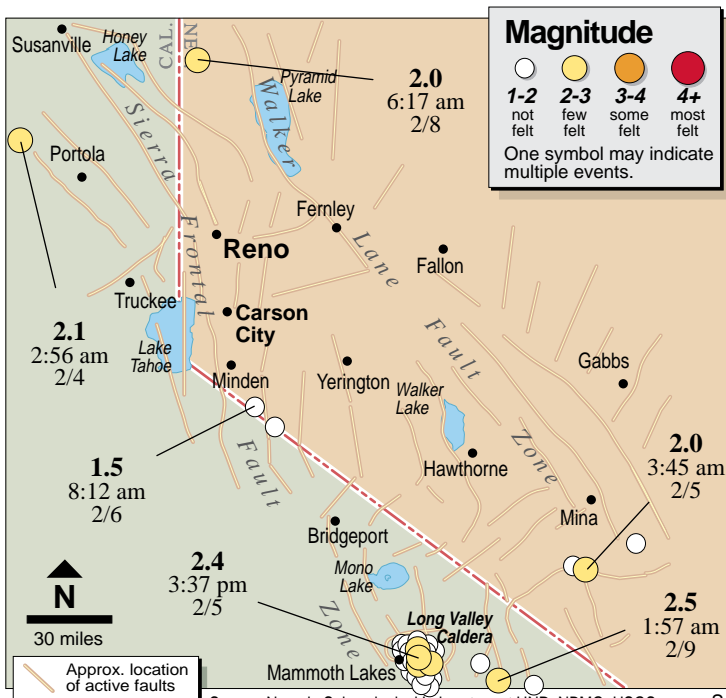 Susanville
Honey
Lake
CAL.
Pyramid
Lake
2.0
6:17 am
2/8
Magnitude
1-2 2-3 3-4 4+
not few some most
felt felt felt felt
One symbol may indicate
multiple events.
Walker
Lane
Fault
Zone
Sierra
Frontal
Fault
Zone
Portola
Fernley
Reno
Fallon
Truckee
Carson
City
2.1
2:56 am
2/4
Lake
Tahoe
Minden
Yerington
Gabbs
Walker
Lake
1.5
8:12 am
2/6
Hawthorne
2.0
3:45 am
2/5
Mina
Bridgeport
2.4
3:37 pm
2/5
Mono
Lake
N
30 miles
Long Valley
Caldera
2.5
1:57 am
2/9
Mammoth Lakes
Approx. location
of active faults